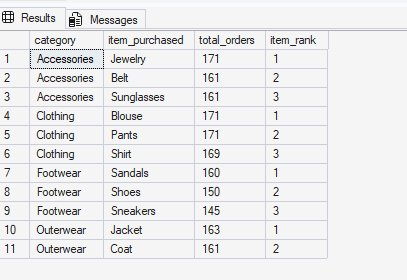 Results Messages
category item_purchased total_orders item_rank
1 Accessories Jewelry 171 1
2 Accessories Belt 161 2
3 Accessories Sunglasses 161 3
4 Clothing Blouse 171 1
5 Clothing Pants 171 2
6 Clothing Shirt 169 3
7 Footwear Sandals 160 1
8 Footwear Shoes 150 2
9 Footwear Sneakers 145 3
10 Outerwear Jacket 163 1
11 Outerwear Coat 161 2